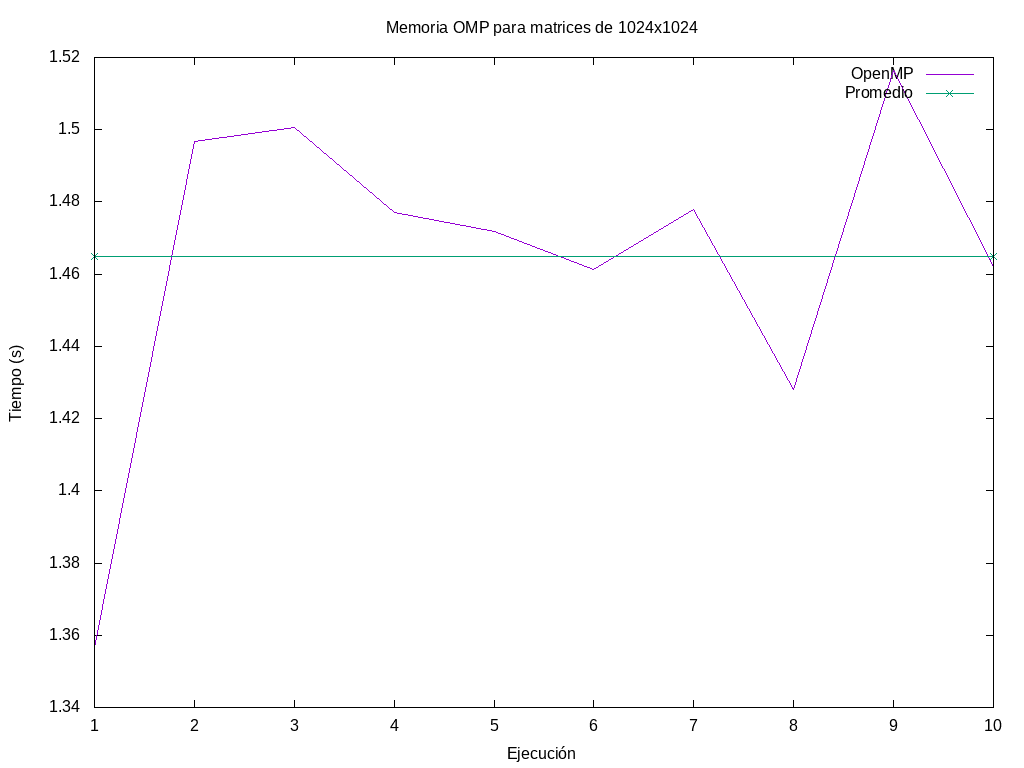 Memoria OMP para matrices de 1024x1024
OpenMP
Promedio
1.52
1.5
1.48
1.46
1.44
1.42
1.4
1.38
1.36
1.34
Tiempo (s)
1 2 3 4 5 6 7 8 9 10
Ejecución